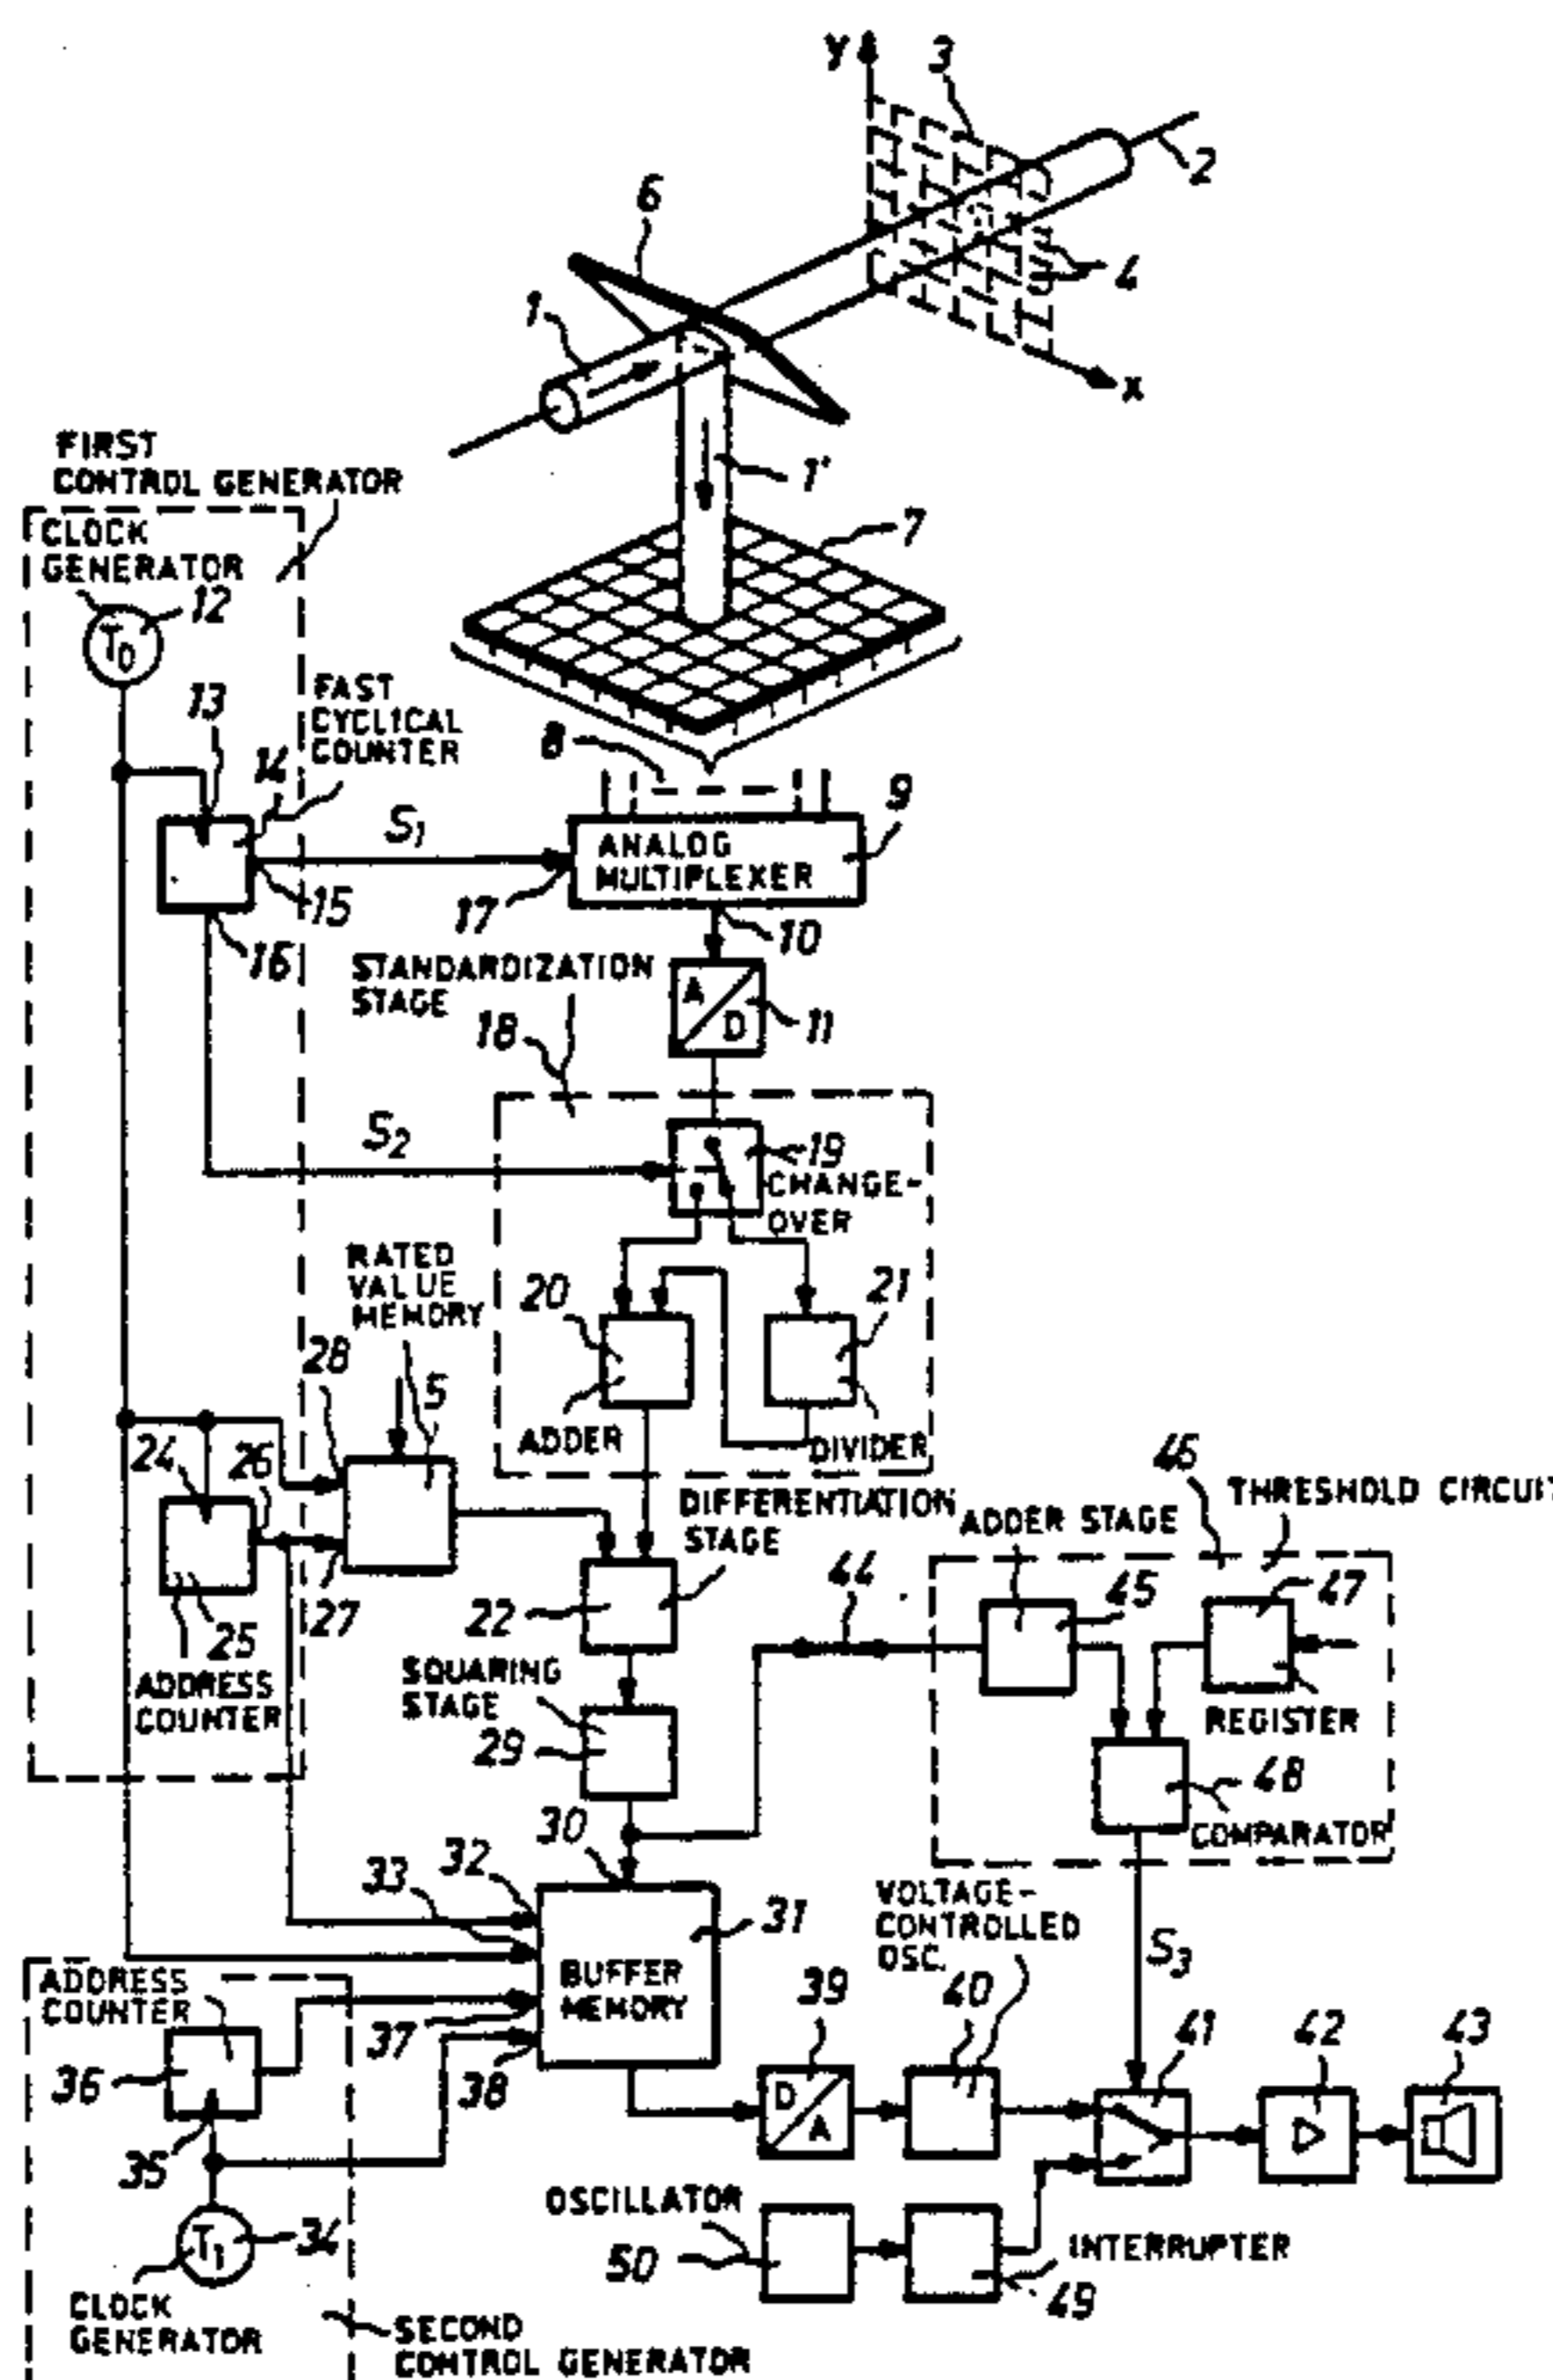 y
3
2
6
4
1
x
FIRST
CONTROL GENERATOR
1'
CLOCK
GENERATOR
7
12
T0
FAST
CYCLICAL
COUNTER
13
8
14
9
S1
ANALOG
MULTIPLEXER
15
17
10
16
STANDARDIZATION
STAGE
A
D
11
18
S2
19
CHANGE-
OVER
RATED
VALUE
MEMORY
20
21
28
5
ADDER
DIVIDER
24
26
46
THRESHOLD CIRCUIT
DIFFERENTIATION
STAGE
ADDER STAGE
44
45
47
25
27
22
ADDRESS
COUNTER
SQUARING
STAGE
REGISTER
29
48
30
COMPARATOR
32
33
VOLTAGE-
CONTROLLED
OSC.
31
S3
ADDRESS
COUNTER
BUFFER
MEMORY
39
40
41
42
43
37
36
38
D
A
35
OSCILLATOR
T1
34
50
INTERRUPTER
49
CLOCK
GENERATOR
SECOND
CONTROL GENERATOR